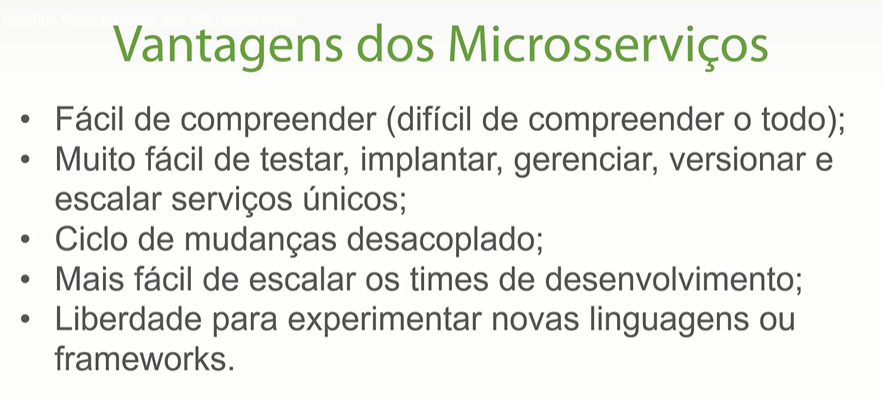 Desafios Relacionados aos Microsserviços
Vantagens dos Microsserviços
• Fácil de compreender (difícil de compreender o todo);
• Muito fácil de testar, implantar, gerenciar, versionar e
escalar serviços únicos;
• Ciclo de mudanças desacoplado;
• Mais fácil de escalar os times de desenvolvimento;
• Liberdade para experimentar novas linguagens ou
frameworks.